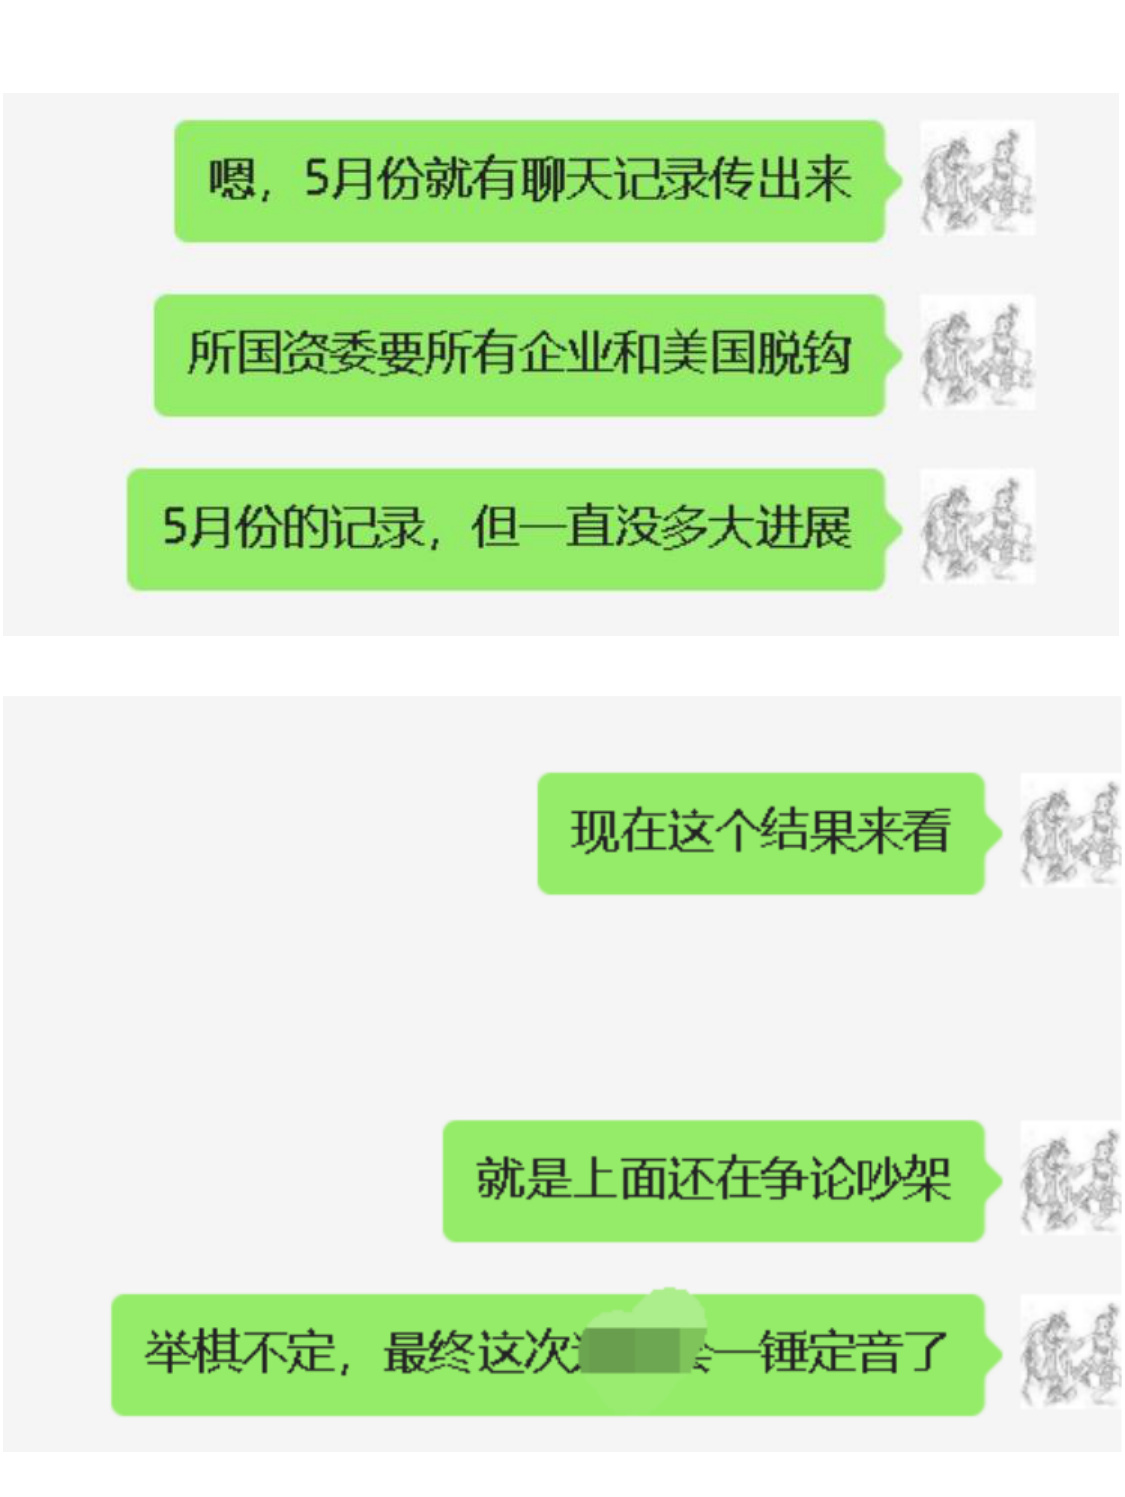 嗯，5月份就有聊天记录传出来
所国资委要所有企业和美国脱钩
5月份的记录，但一直没多大进展
现在这个结果来看
就是上面还在争论吵架
举棋不定，最终这次 一锤定音了